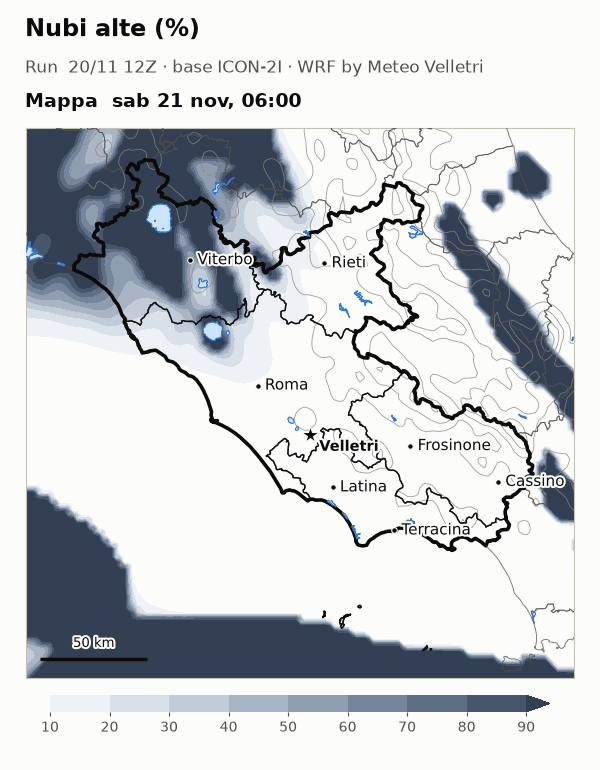 Nubi alte (%)
Run  20/11 12Z · base ICON-2I · WRF by Meteo Velletri
Mappa  sab 21 nov, 06:00
Viterbo
Rieti
Roma
Velletri
Frosinone
Cassino
Latina
Terracina
50 km
10 20 30 40 50 60 70 80 90